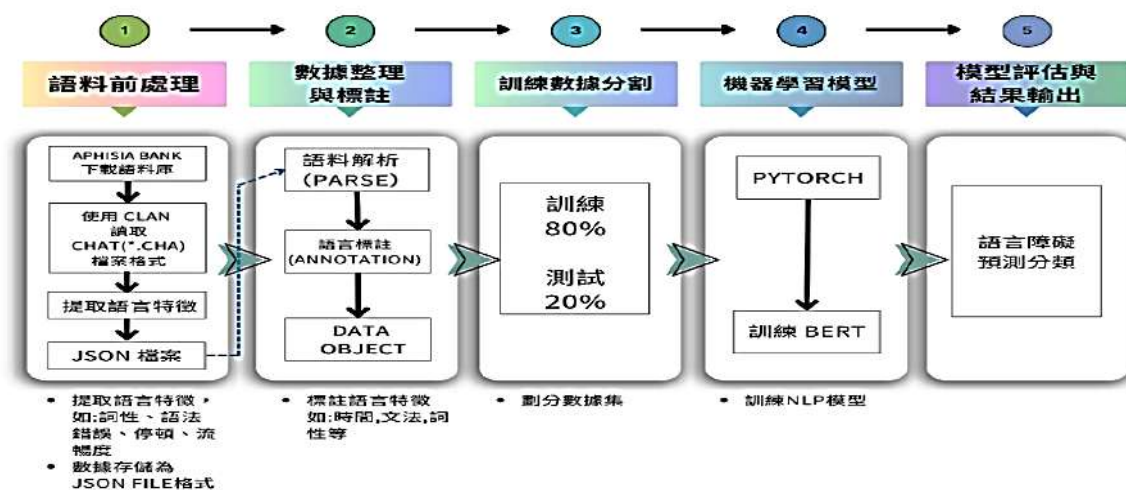 1
2
3
4
5
語料前處理
數據整理
與標註
訓練數據分割
機器學習模型
模型評估與
結果輸出
APHISIA BANK
下載語料庫
使用 CLAN
讀取
CHAT(*.CHA)
檔案格式
提取語言特徵
JSON 檔案
語料解析
(PARSE)
語言標註
(ANNOTATION)
DATA
OBJECT
訓練
80%
測試
20%
PYTORCH
訓練 BERT
語言障礙
預測分類
• 提取語言特徵，
如:詞性、語法
錯誤、停頓、流
暢度
• 數據存儲為
JSON FILE格式
• 標註語言特徵
如:時間,文法,詞
性等
• 劃分數據集
• 訓練NLP模型